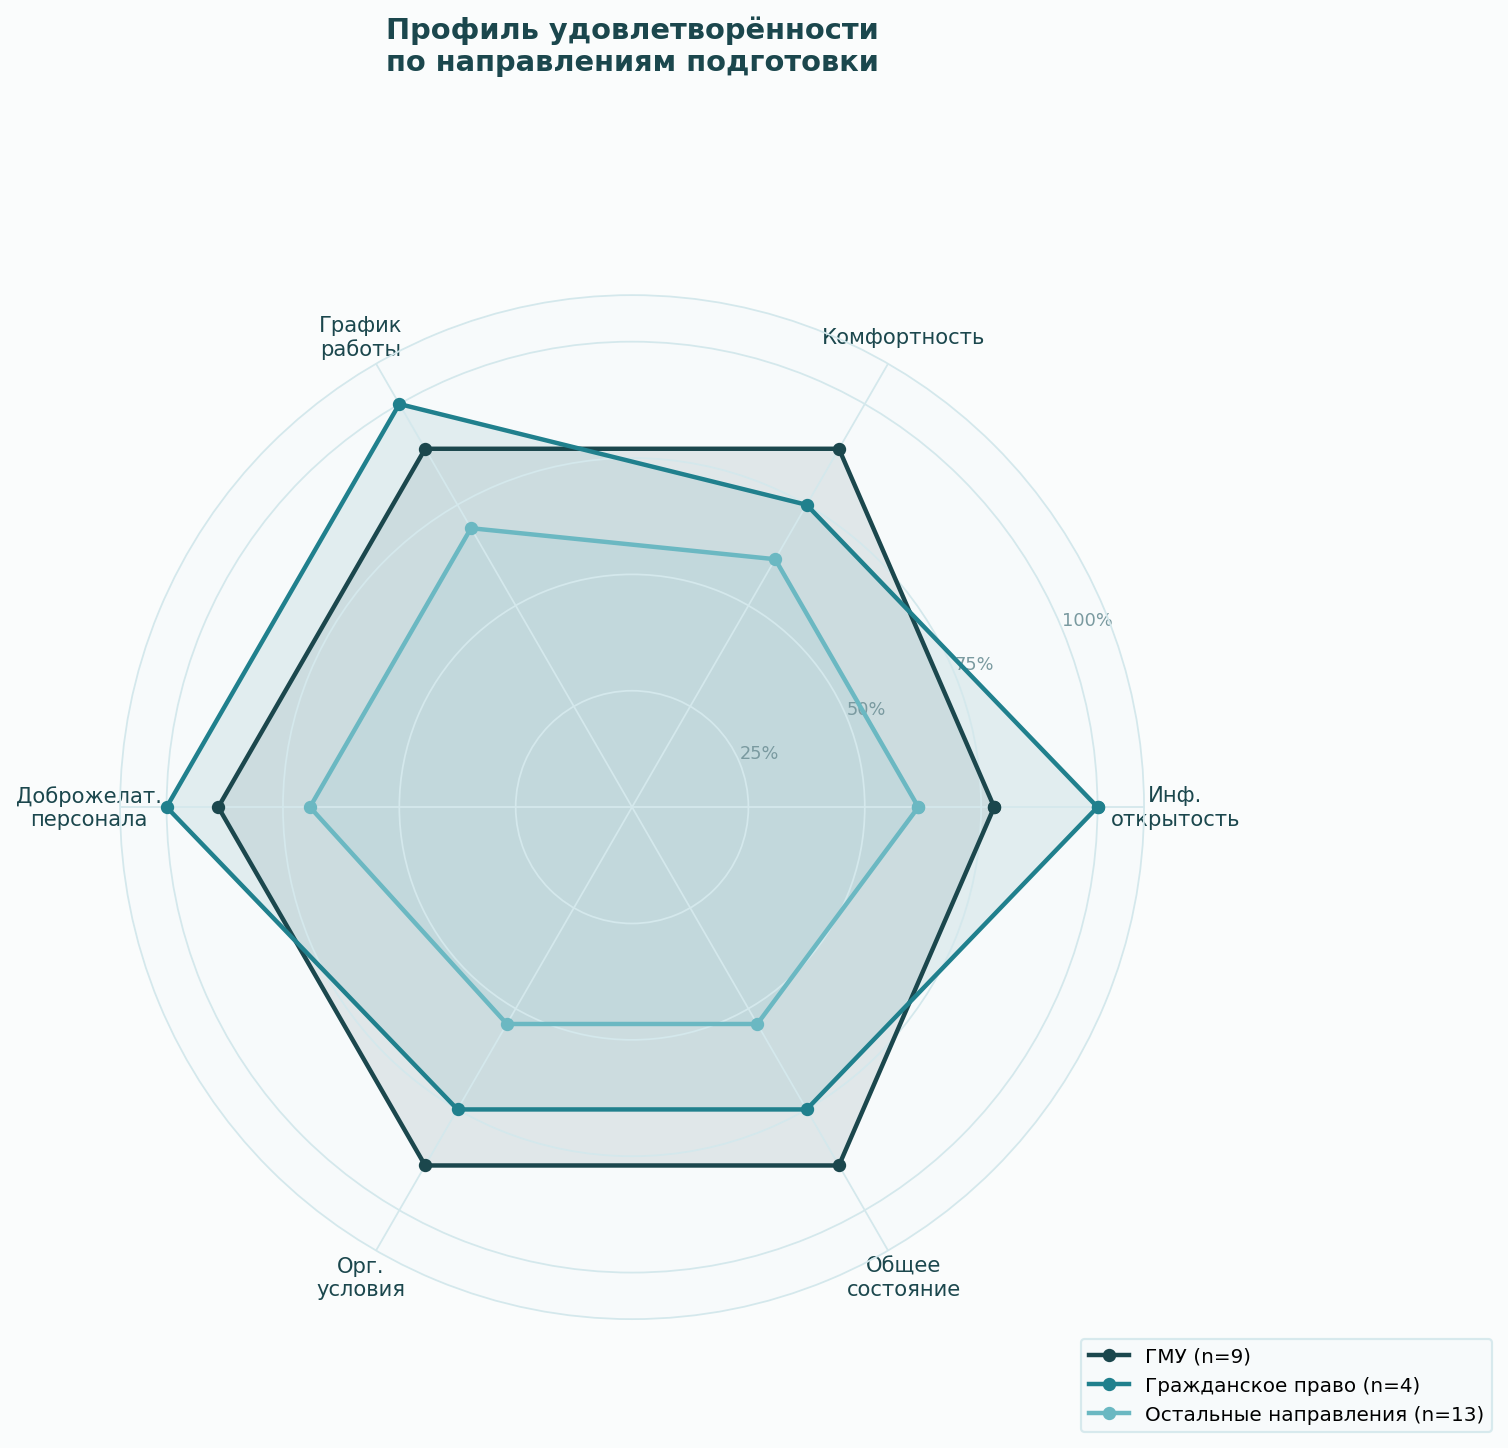 Профиль удовлетворённости
по направлениям подготовки
График
работы
Комфортность
100%
75%
50%
25%
Доброжелат.
персонала
Инф.
открытость
Орг.
условия
Общее
состояние
ГМУ (n=9)
Гражданское право (n=4)
Остальные направления (n=13)